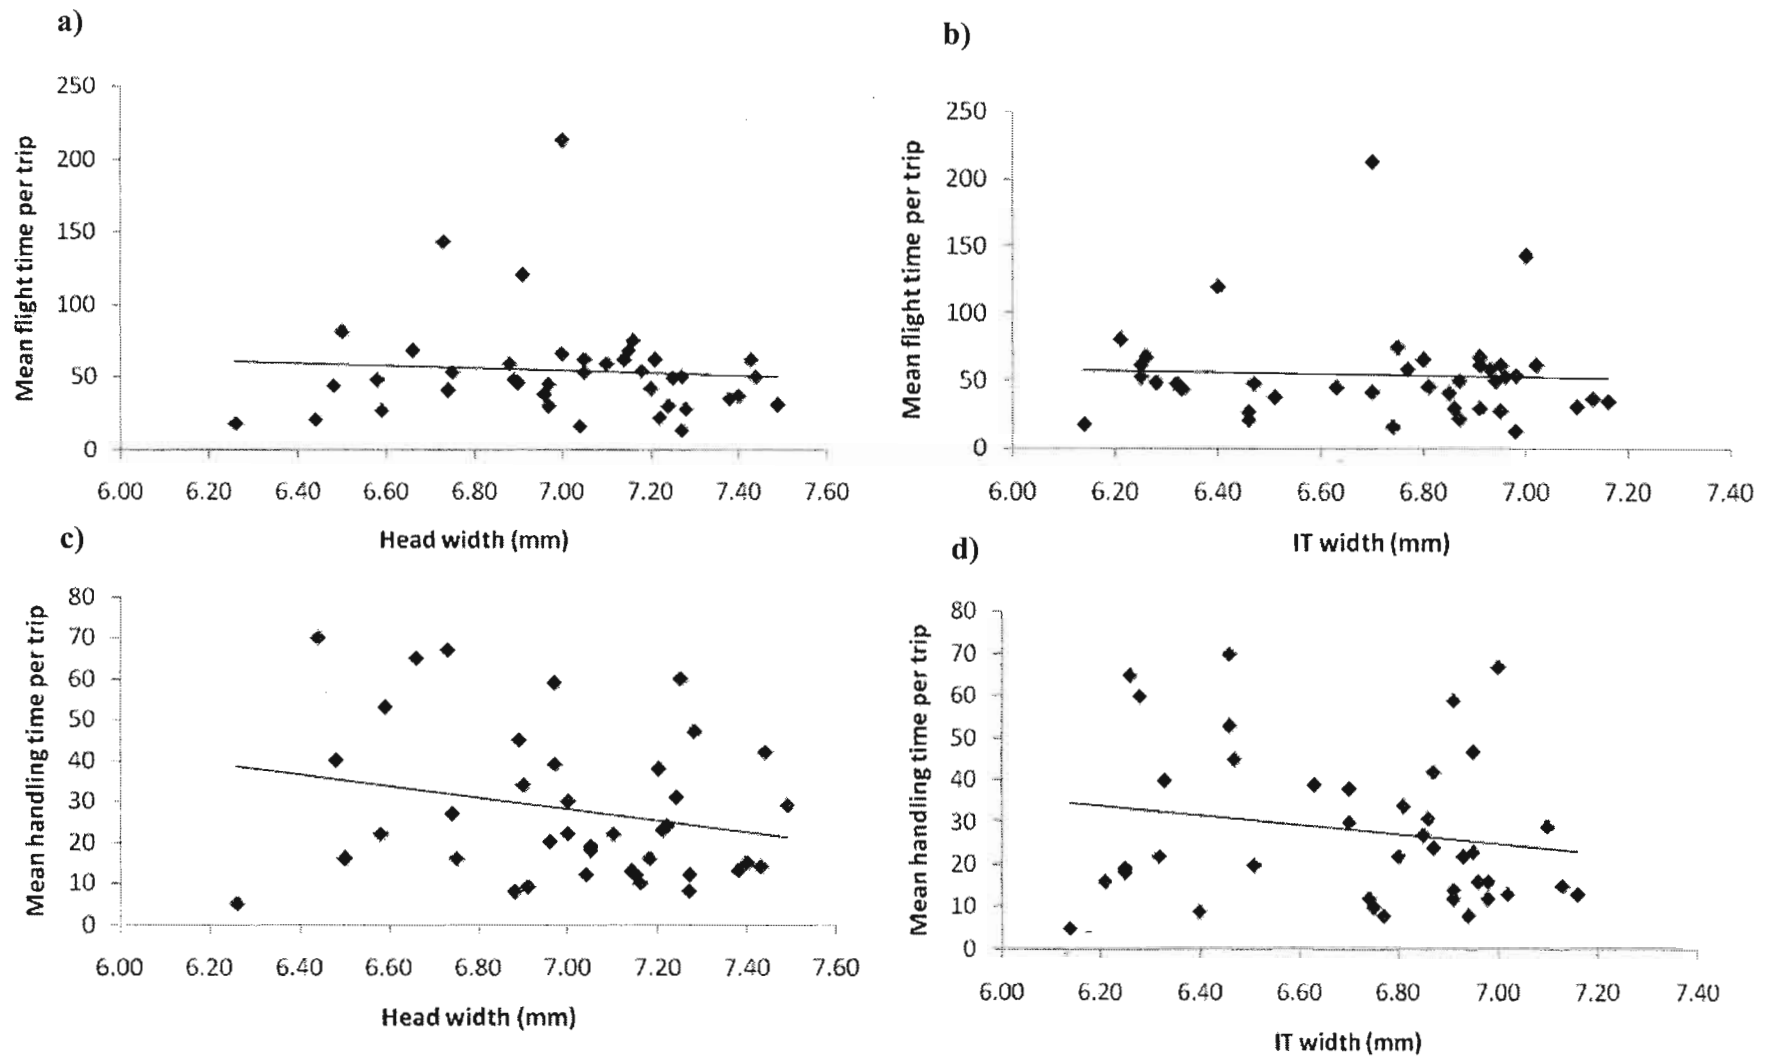 a)
250
200
150
100
50
0
Mean flight time per trip
6.00 6.20 6.40 6.60 6.80 7.00 7.20 7.40 7.60
Head width (mm)
b)
250
200
150
100
50
0
Mean flight time per trip
6.00 6.20 6.40 6.60 6.80 7.00 7.20 7.40
IT width (mm)
c)
80
70
60
50
40
30
20
10
0
Mean handling time per trip
6.00 6.20 6.40 6.60 6.80 7.00 7.20 7.40 7.60
Head width (mm)
d)
80
70
60
50
40
30
20
10
0
Mean handling time per trip
6.00 6.20 6.40 6.60 6.80 7.00 7.20 7.40
IT width (mm)